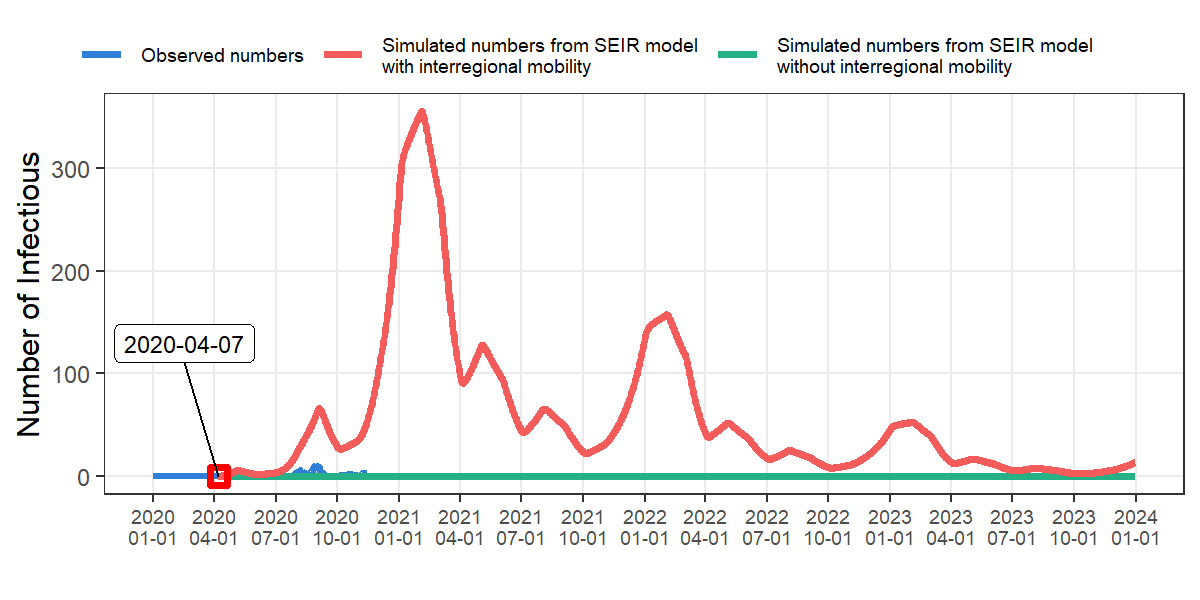 Observed numbers
Simulated numbers from SEIR model
with interregional mobility
Simulated numbers from SEIR model
without interregional mobility
Number of Infectious
300
200
100
0
2020-04-07
2020 2020 2020 2020 2021 2021 2021 2021 2022 2022 2022 2022 2023 2023 2023 2023 2024
01-01 04-01 07-01 10-01 01-01 04-01 07-01 10-01 01-01 04-01 07-01 10-01 01-01 04-01 07-01 10-01 01-01